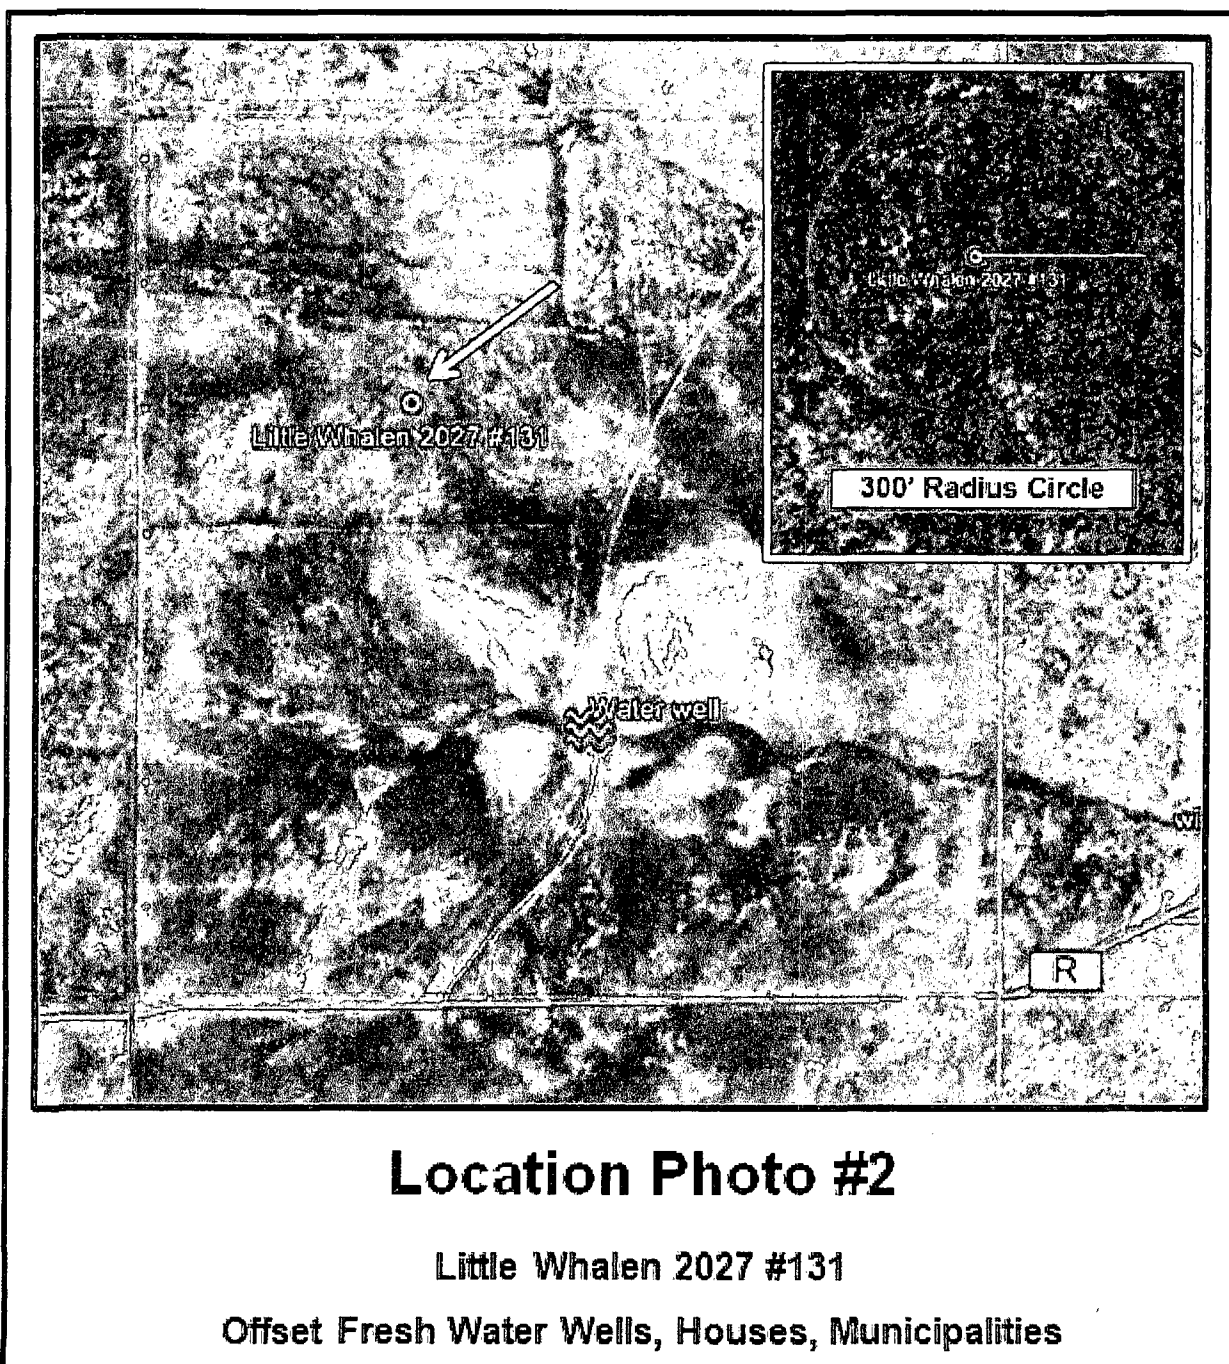 Little Whalen 2027 #131
300' Radius Circle
Little Whalen 2027 #131
Water well
R
Location Photo #2
Little Whalen 2027 #131
Offset Fresh Water Wells, Houses, Municipalities